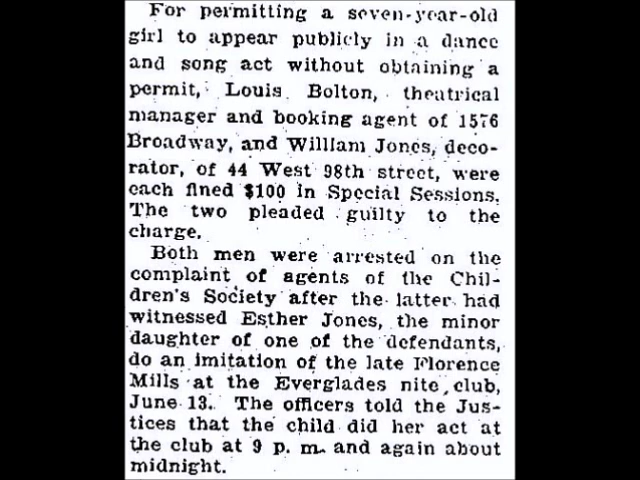 For permitting a seven-year-old
girl to appear publicly in a dance
and song act without obtaining a
permit, Louis Bolton, theatrical
manager and booking agent of 1576
Broadway, and William Jones, deco-
rator, of 44 West 98th street, were
each fined $100 in Special Sessions.
The two pleaded guilty to the
charge.
Both men were arrested on the
complaint of agents of the Chil-
dren's Society after the latter had
witnessed Esther Jones, the minor
daughter of one of the defendants,
do an imitation of the late Florence
Mills at the Everglades nite club,
June 13. The officers told the Jus-
tices that the child did her act at
the club at 9 p. m. and again about
midnight.